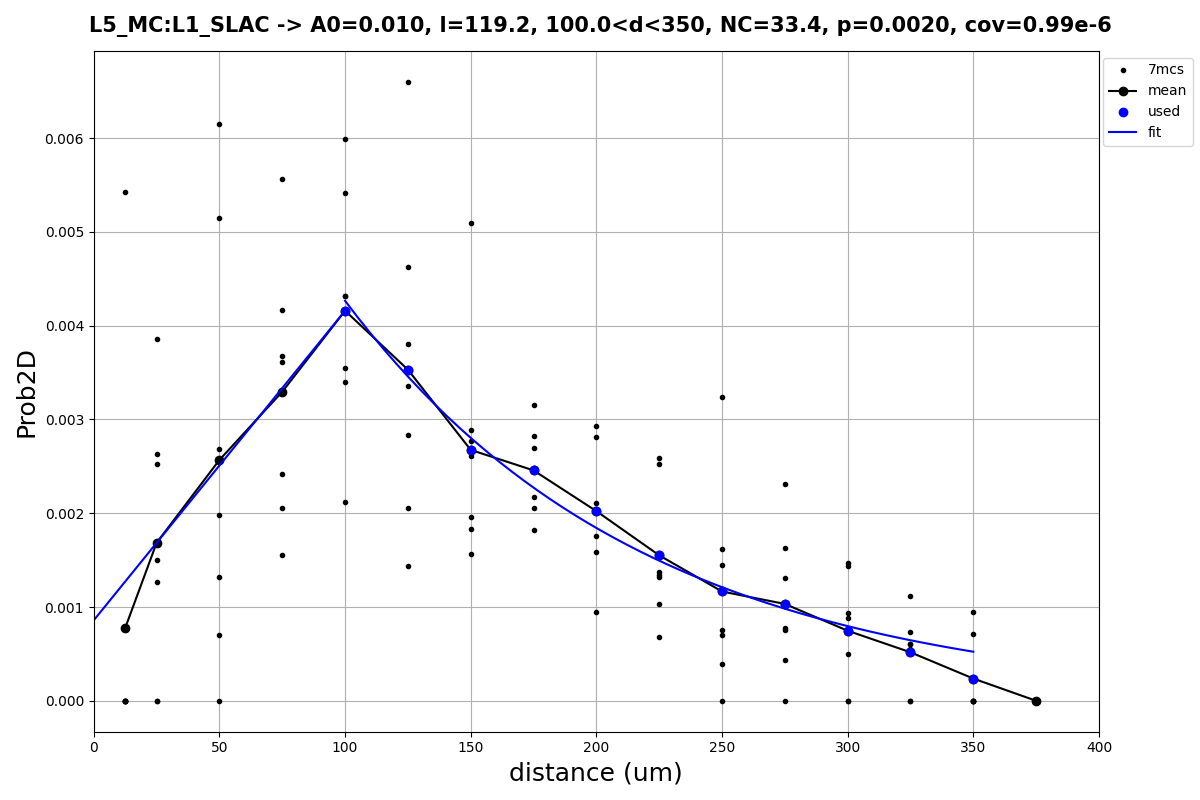 L5_MC:L1_SLAC -> A0=0.010, l=119.2, 100.0<d<350, NC=33.4, p=0.0020, cov=0.99e-6
7mcs
mean
used
fit
Prob2D
0.006
0.005
0.004
0.003
0.002
0.001
0.000
0 50 100 150 200 250 300 350 400
distance (um)